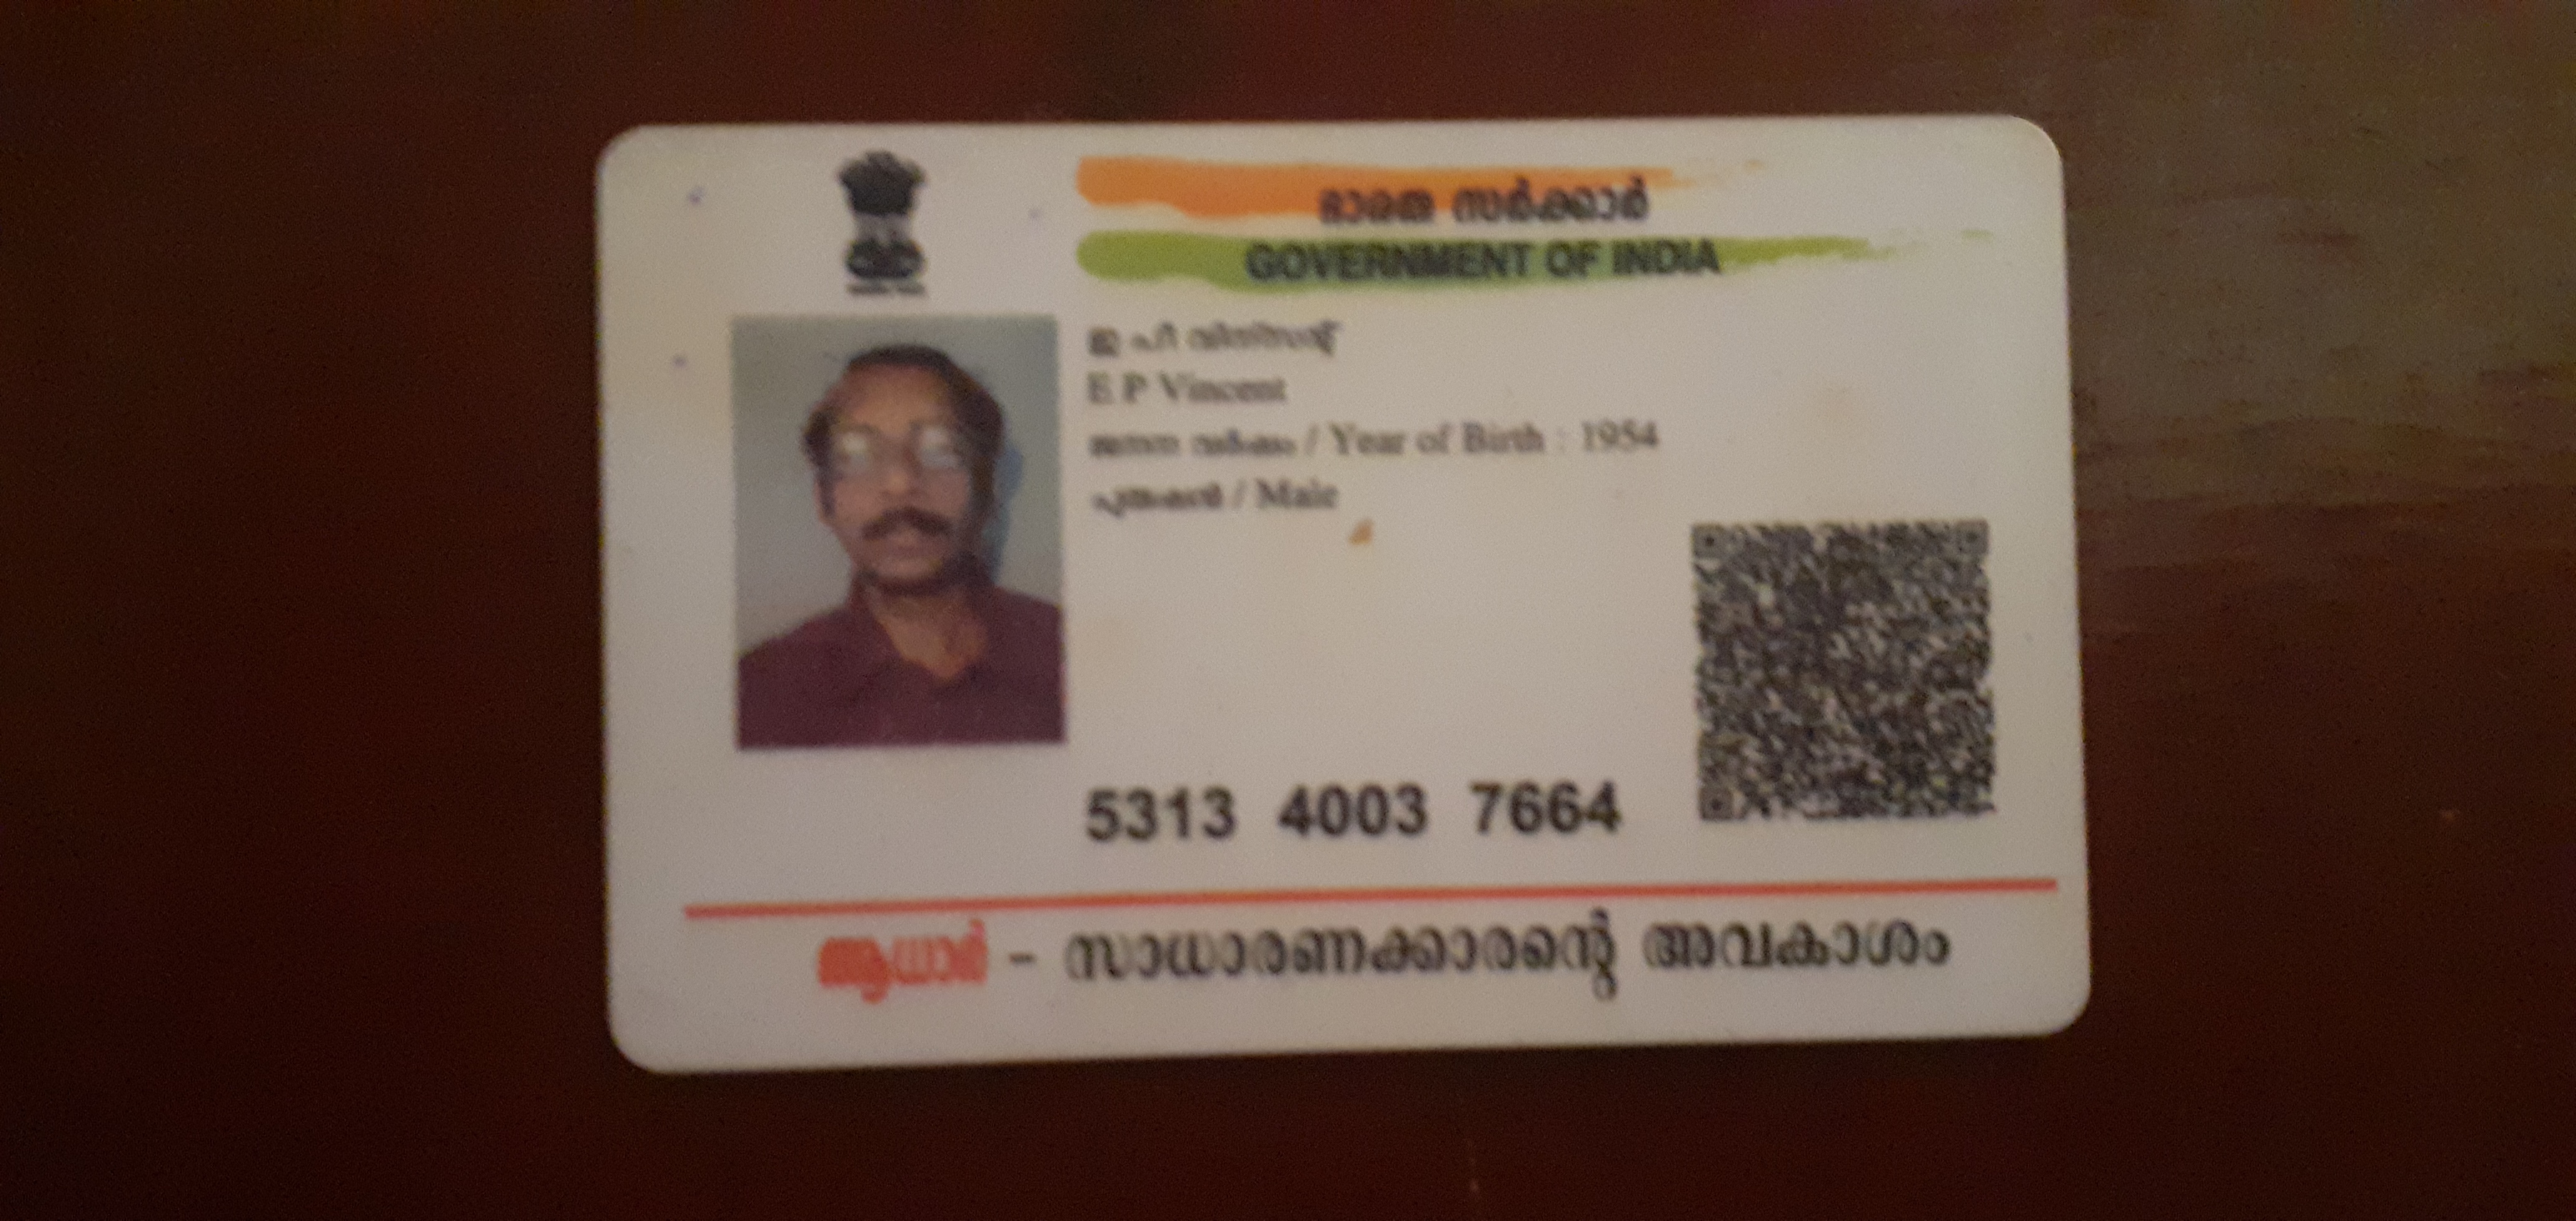 ഭാരത സർക്കാർ
GOVERNMENT OF INDIA
ഇ പി വിൻസെന്റ്
E P Vincent
ജനന വർഷം / Year of Birth : 1954
പുരുഷൻ / Male
5313 4003 7664
ആധാർ - സാധാരണക്കാരന്റെ അവകാശം